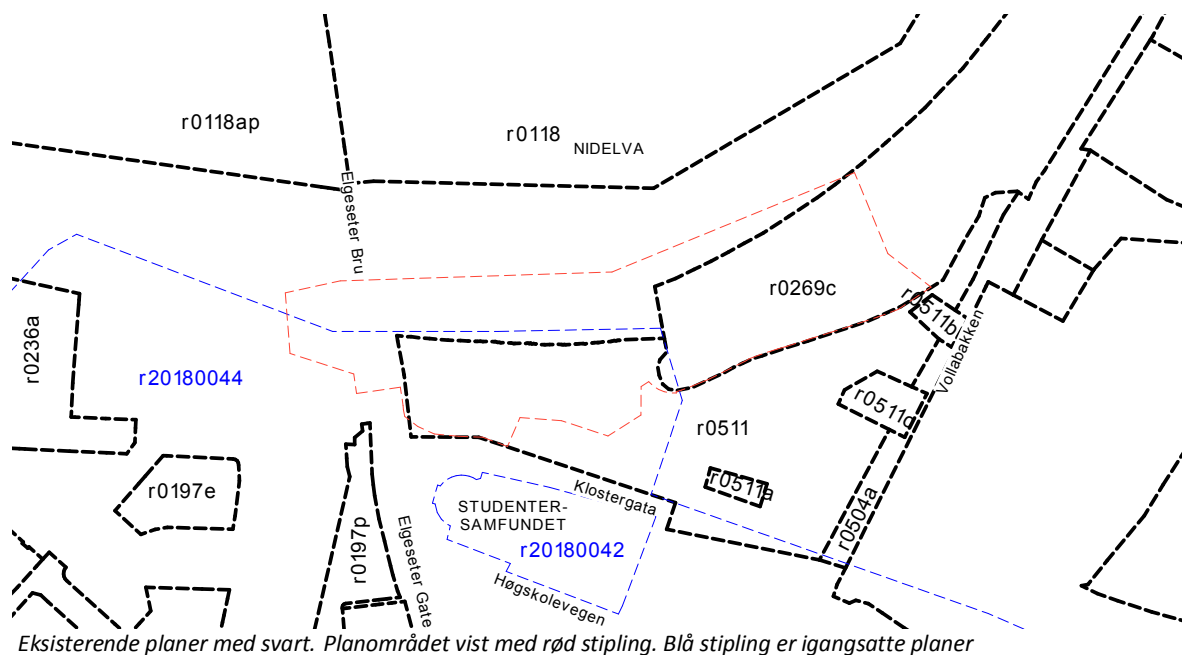 r0118ap
r0118
NIDELVA
Elgeseter Bru
r0269c
r0511b
Vollabakken
r0236a
r20180044
r0511d
r0511
r0511a
r0197e
STUDENTER-
SAMFUNDET
Klostergata
r0504a
r0197p
Elgeseter Gate
r20180042
Høgskolevegen
Eksisterende planer med svart. Planområdet vist med rød stipling. Blå stipling er igangsatte planer